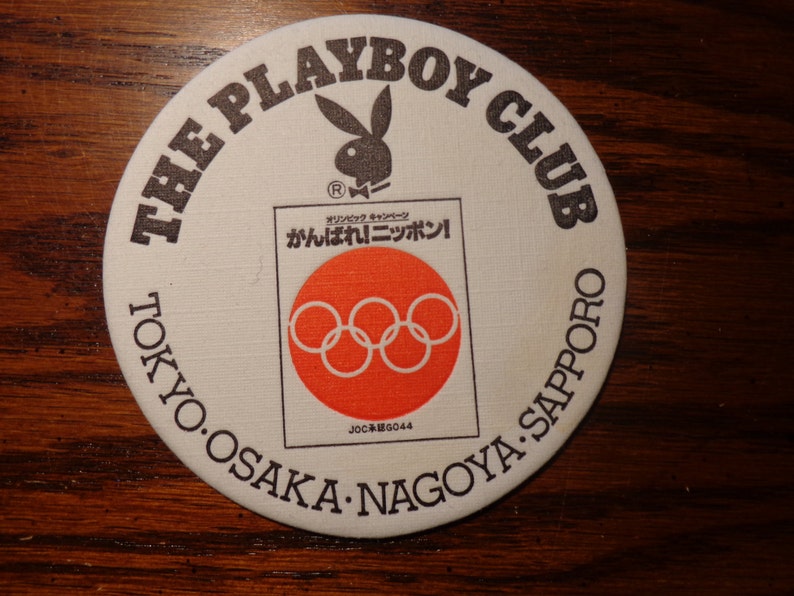 THE PLAYBOY CLUB
®
オリンピック キャンペーン
がんばれ!ニッポン!
JOC承認G044
TOKYO·OSAKA·NAGOYA·SAPPORO